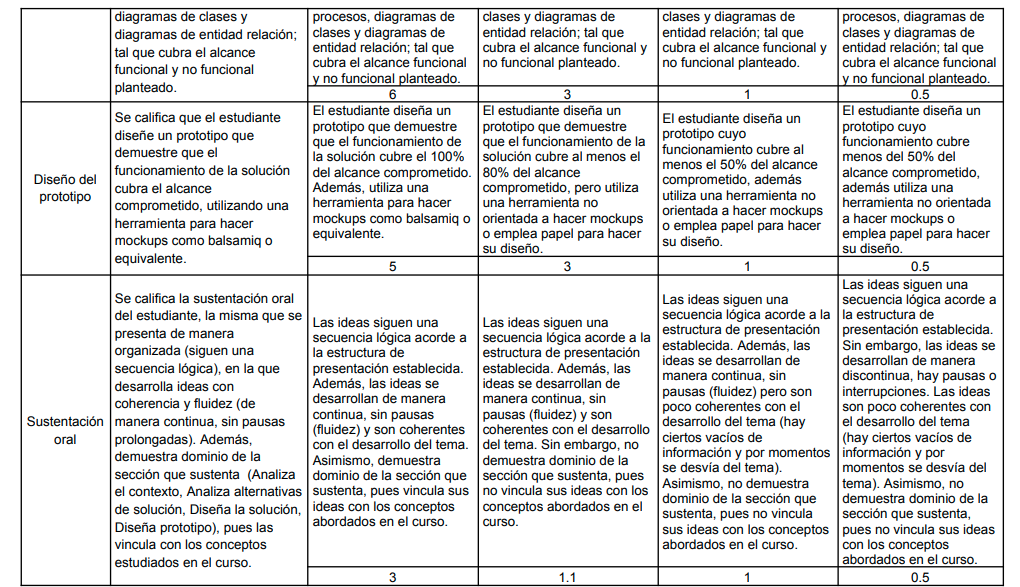 diagramas de clases y
diagramas de entidad relación;
tal que cubra el alcance
funcional y no funcional
planteado.
procesos, diagramas de
clases y diagramas de
entidad relación; tal que
cubra el alcance funcional
y no funcional planteado.
clases y diagramas de
entidad relación; tal que
cubra el alcance funcional y
no funcional planteado.
clases y diagramas de
entidad relación; tal que
cubra el alcance funcional y
no funcional planteado.
procesos, diagramas de
clases y diagramas de
entidad relación; tal que
cubra el alcance funcional
y no funcional planteado.
6
3
1
0.5
Diseño del
prototipo
Se califica que el estudiante
diseñe un prototipo que
demuestre que el
funcionamiento de la solución
cubra el alcance
comprometido, utilizando una
herramienta para hacer
mockups como balsamiq o
equivalente.
El estudiante diseña un
prototipo que demuestre
que el funcionamiento de
la solución cubre el 100%
del alcance comprometido.
Además, utiliza una
herramienta para hacer
mockups como balsamiq o
equivalente.
El estudiante diseña un
prototipo que demuestre
que el funcionamiento de la
solución cubre al menos el
80% del alcance
comprometido, pero utiliza
una herramienta no
orientada a hacer mockups
o emplea papel para hacer
su diseño.
El estudiante diseña un
prototipo cuyo
funcionamiento cubre al
menos el 50% del alcance
comprometido, además
utiliza una herramienta no
orientada a hacer mockups
o emplea papel para hacer
su diseño.
El estudiante diseña un
prototipo cuyo
funcionamiento cubre
menos del 50% del
alcance comprometido,
además utiliza una
herramienta no orientada
a hacer mockups o
emplea papel para hacer
su diseño.
5
3
1
0.5
Sustentación
oral
Se califica la sustentación oral
del estudiante, la misma que se
presenta de manera
organizada (siguen una
secuencia lógica), en la que
desarrolla ideas con
coherencia y fluidez (de
manera continua, sin pausas
prolongadas). Además,
demuestra dominio de la
sección que sustenta (Analiza
el contexto, Analiza alternativas
de solución, Diseña la solución,
Diseña prototipo), pues las
vincula con los conceptos
estudiados en el curso.
Las ideas siguen una
secuencia lógica acorde a
la estructura de
presentación establecida.
Además, las ideas se
desarrollan de manera
continua, sin pausas
(fluidez) y son coherentes
con el desarrollo del tema.
Asimismo, demuestra
dominio de la sección que
sustenta, pues vincula sus
ideas con los conceptos
abordados en el curso.
Las ideas siguen una
secuencia lógica acorde a la
estructura de presentación
establecida. Además, las
ideas se desarrollan de
manera continua, sin
pausas (fluidez) y son
coherentes con el desarrollo
del tema. Sin embargo, no
demuestra dominio de la
sección que sustenta, pues
no vincula sus ideas con los
conceptos abordados en el
curso.
Las ideas siguen una
secuencia lógica acorde a la
estructura de presentación
establecida. Además, las
ideas se desarrollan de
manera continua, sin
pausas (fluidez) pero son
poco coherentes con el
desarrollo del tema (hay
ciertos vacíos de
información y por momentos
se desvía del tema).
Asimismo, no demuestra
dominio de la sección que
sustenta, pues no vincula
sus ideas con los conceptos
abordados en el curso.
Las ideas siguen una
secuencia lógica acorde a
la estructura de
presentación establecida.
Sin embargo, las ideas se
desarrollan de manera
discontinua, hay pausas o
interrupciones. Las ideas
son poco coherentes con
el desarrollo del tema
(hay ciertos vacíos de
información y por
momentos se desvía del
tema). Asimismo, no
demuestra dominio de la
sección que sustenta,
pues no vincula sus ideas
con los conceptos
abordados en el curso.
3
1.1
1
0.5